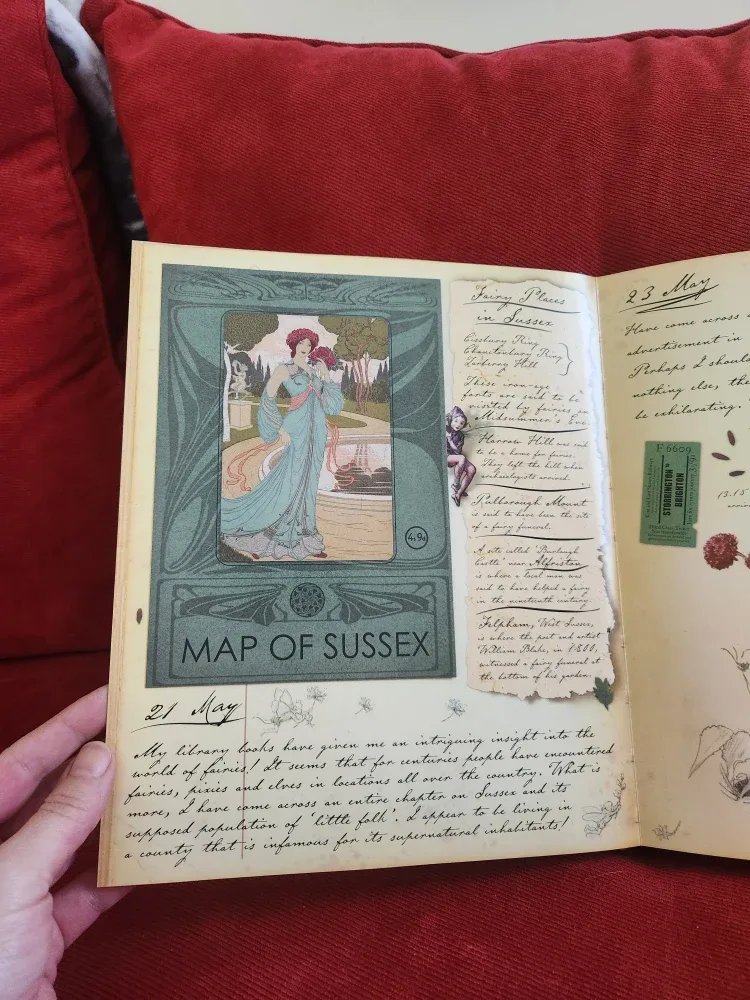 4s 9d
MAP OF SUSSEX
Fairy Places
in Sussex
Cissbury Ring
Chanctonbury Ring
Torberry Hill
These iron-age
forts are said to be
visited by fairies on
Midsummer's Eve.
Harrow Hill was said
to be a home for fairies.
They left the hill when
archaeologists arrived.
Pulborough Mount
is said to have been the site
of a fairy funeral.
A site called 'Burlough
Castle' near Alfriston
is where a local man was
said to have helped a fairy
in the nineteenth century.
Felpham, West Sussex,
is where the poet and artist
William Blake, in 1800,
witnessed a fairy funeral at
the bottom of his garden.
21 May
My library books have given me an intriguing insight into the
world of fairies! It seems that for centuries people have encountered
fairies, pixies and elves in locations all over the country. What is
more, I have come across an entire chapter on Sussex and its
supposed population of 'little folk'. I appear to be living in
a county that is infamous for its supernatural inhabitants!
23 May
Have come across
advertisement in
Perhaps I should
nothing else, the
be exhilarating.
F 6609
STORRINGTON to
BRIGHTON
3/9
13.15